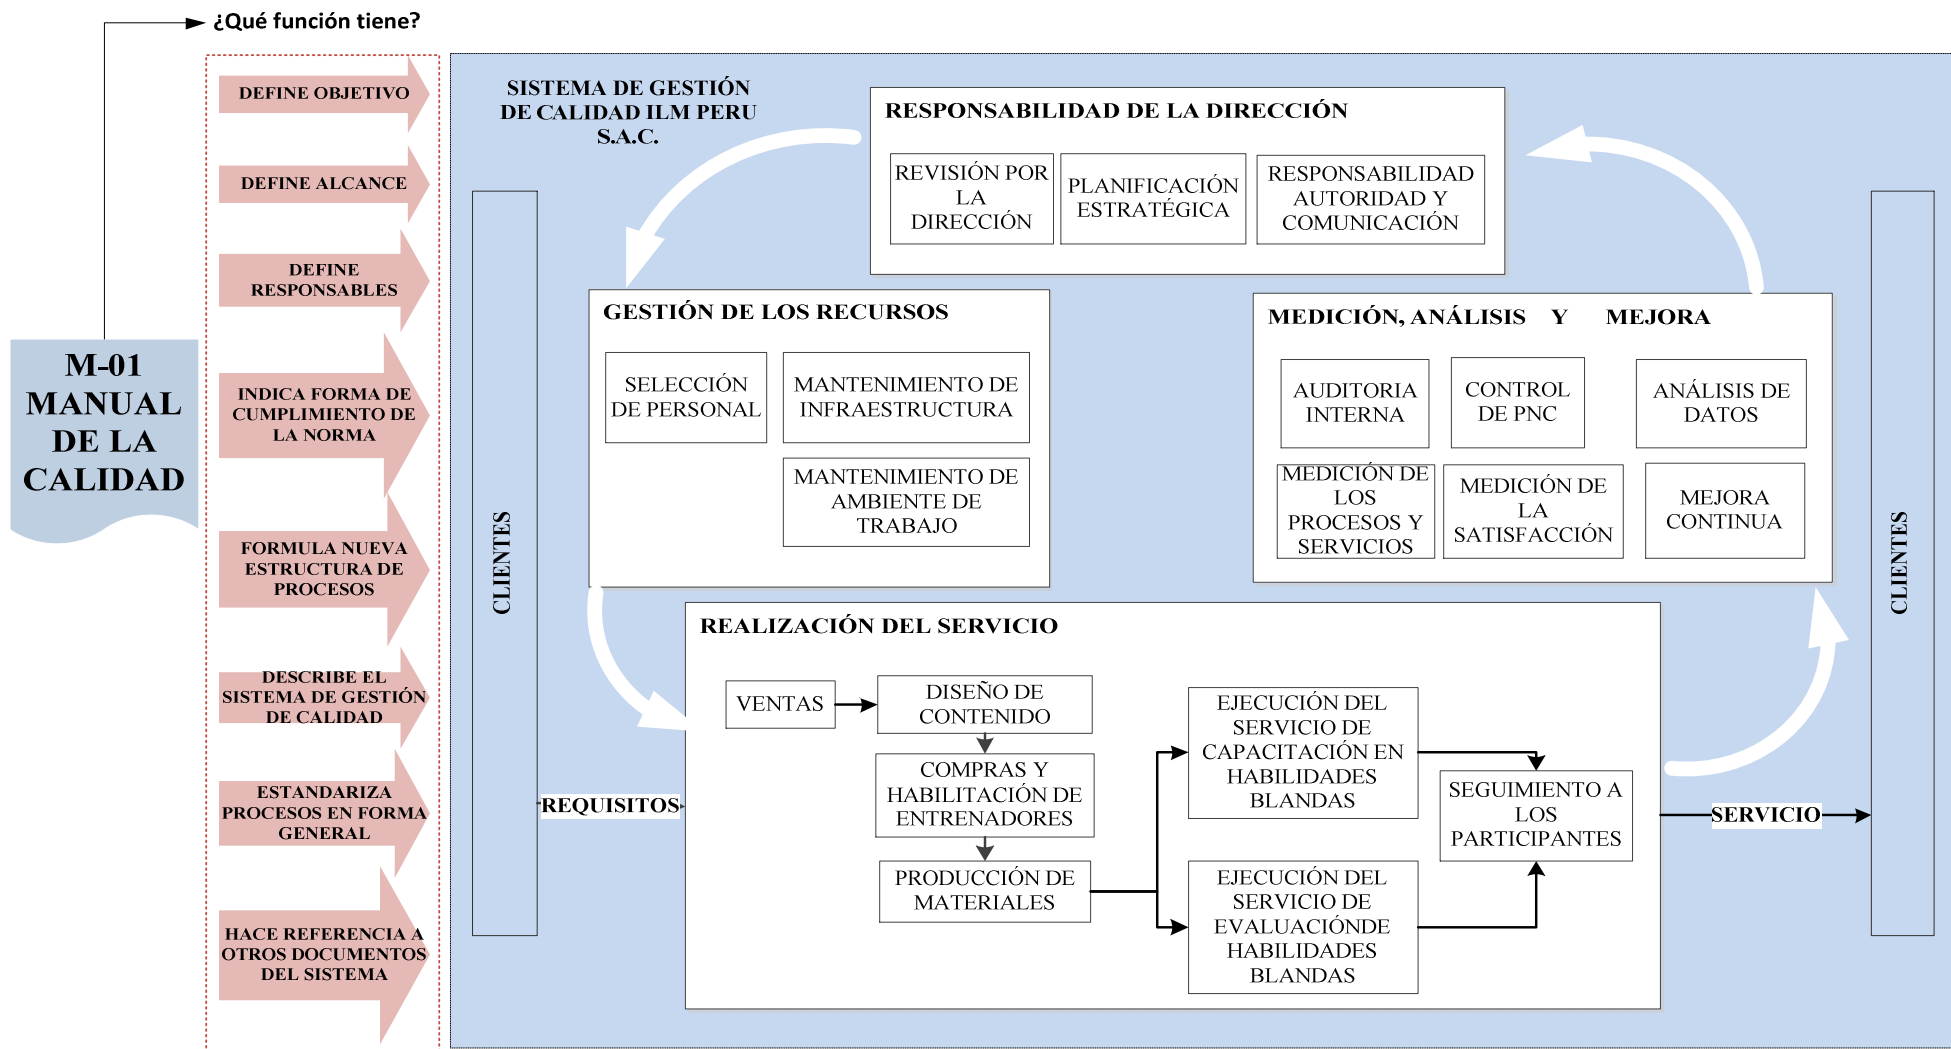 ¿Qué función tiene?
M-01
MANUAL
DE LA
CALIDAD
DEFINE OBJETIVO
DEFINE ALCANCE
DEFINE
RESPONSABLES
INDICA FORMA DE
CUMPLIMIENTO DE
LA NORMA
FORMULA NUEVA
ESTRUCTURA DE
PROCESOS
DESCRIBE EL
SISTEMA DE GESTIÓN
DE CALIDAD
ESTANDARIZA
PROCESOS EN FORMA
GENERAL
HACE REFERENCIA A
OTROS DOCUMENTOS
DEL SISTEMA
SISTEMA DE GESTIÓN
DE CALIDAD ILM PERU
S.A.C.
CLIENTES
RESPONSABILIDAD DE LA DIRECCIÓN
REVISIÓN POR
LA
DIRECCIÓN
PLANIFICACIÓN
ESTRATÉGICA
RESPONSABILIDAD
AUTORIDAD Y
COMUNICACIÓN
GESTIÓN DE LOS RECURSOS
SELECCIÓN
DE PERSONAL
MANTENIMIENTO DE
INFRAESTRUCTURA
MANTENIMIENTO DE
AMBIENTE DE
TRABAJO
MEDICIÓN, ANÁLISIS Y MEJORA
AUDITORIA
INTERNA
CONTROL
DE PNC
ANÁLISIS DE
DATOS
MEDICIÓN DE
LOS
PROCESOS Y
SERVICIOS
MEDICIÓN DE
LA
SATISFACCIÓN
MEJORA
CONTINUA
REQUISITOS
REALIZACIÓN DEL SERVICIO
VENTAS
DISEÑO DE
CONTENIDO
COMPRAS Y
HABILITACIÓN DE
ENTRENADORES
PRODUCCIÓN DE
MATERIALES
EJECUCIÓN DEL
SERVICIO DE
CAPACITACIÓN EN
HABILIDADES
BLANDAS
EJECUCIÓN DEL
SERVICIO DE
EVALUACIÓNDE
HABILIDADES
BLANDAS
SEGUIMIENTO A
LOS
PARTICIPANTES
SERVICIO
CLIENTES